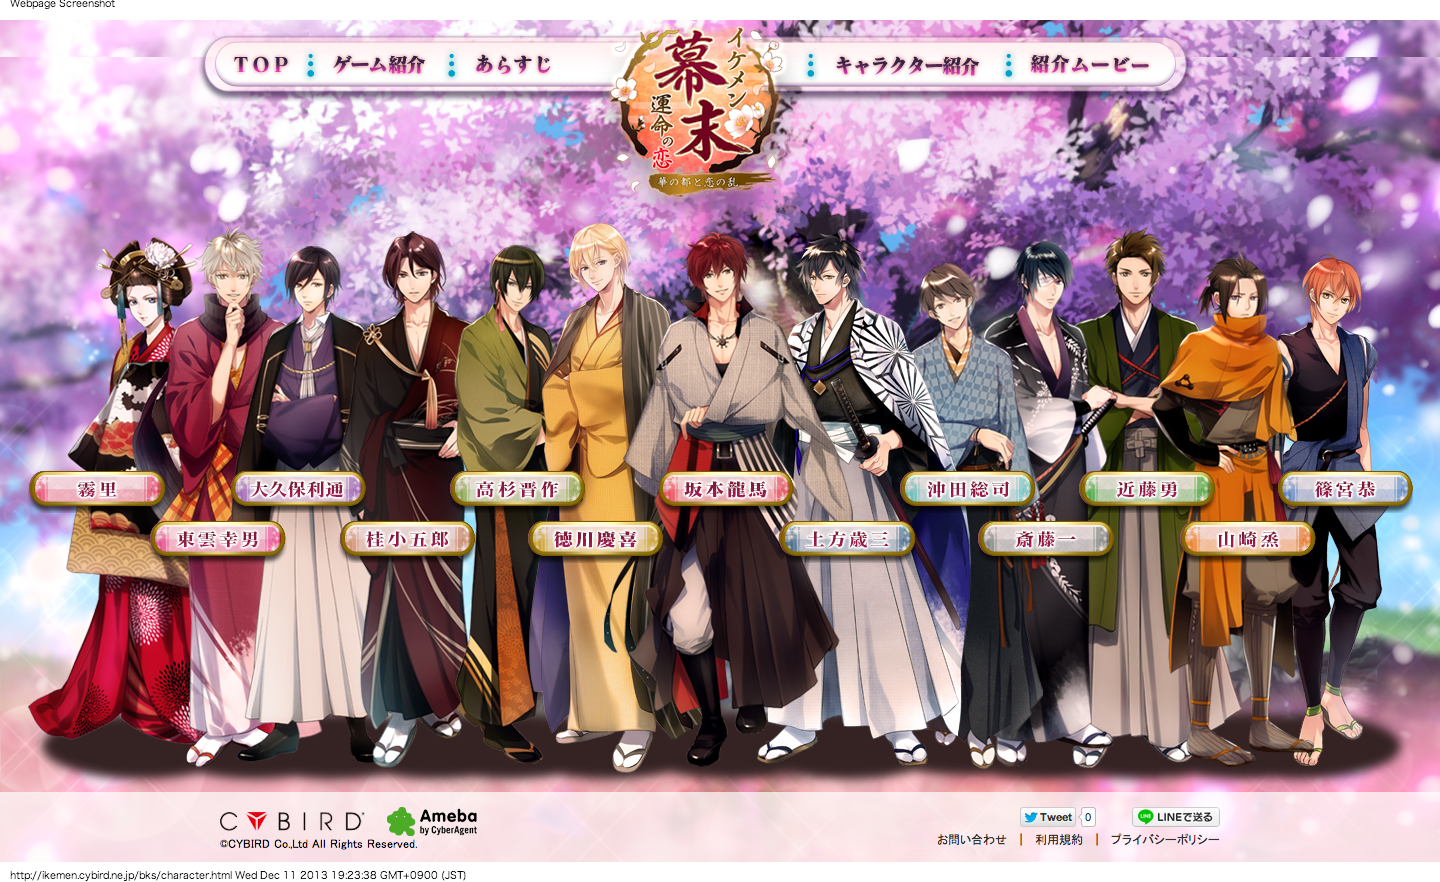 Webpage Screenshot
TOP
ゲーム紹介
あらすじ
イケメン
幕末
運命の恋
華の都と恋の乱
キャラクター紹介
紹介ムービー
霧里
大久保利通
高杉晋作
坂本龍馬
沖田総司
近藤勇
篠宮恭
東雲幸男
桂小五郎
徳川慶喜
土方歳三
斎藤一
山崎烝
CYBIRD
Ameba
by CyberAgent
©CYBIRD Co.,Ltd All Rights Reserved.
Tweet
0
LINE
LINEで送る
お問い合わせ | 利用規約 | プライバシーポリシー
http://ikemen.cybird.ne.jp/bks/character.html Wed Dec 11 2013 19:23:38 GMT+0900 (JST)